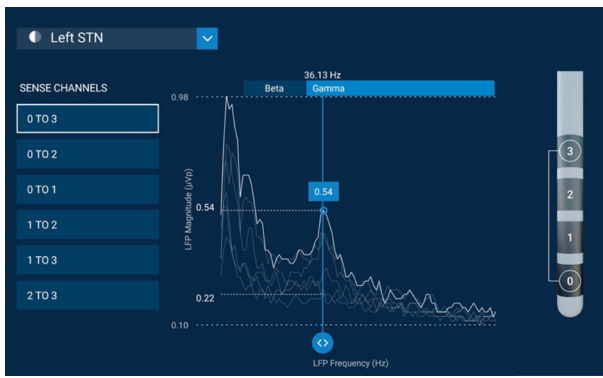 Left STN
SENSE CHANNELS
0 TO 3
0 TO 2
0 TO 1
1 TO 2
1 TO 3
2 TO 3
36.13 Hz
Beta
Gamma
0.98
0.54
0.54
0.22
0.10
LFP Magnitude (µVp)
LFP Frequency (Hz)
3
2
1
0